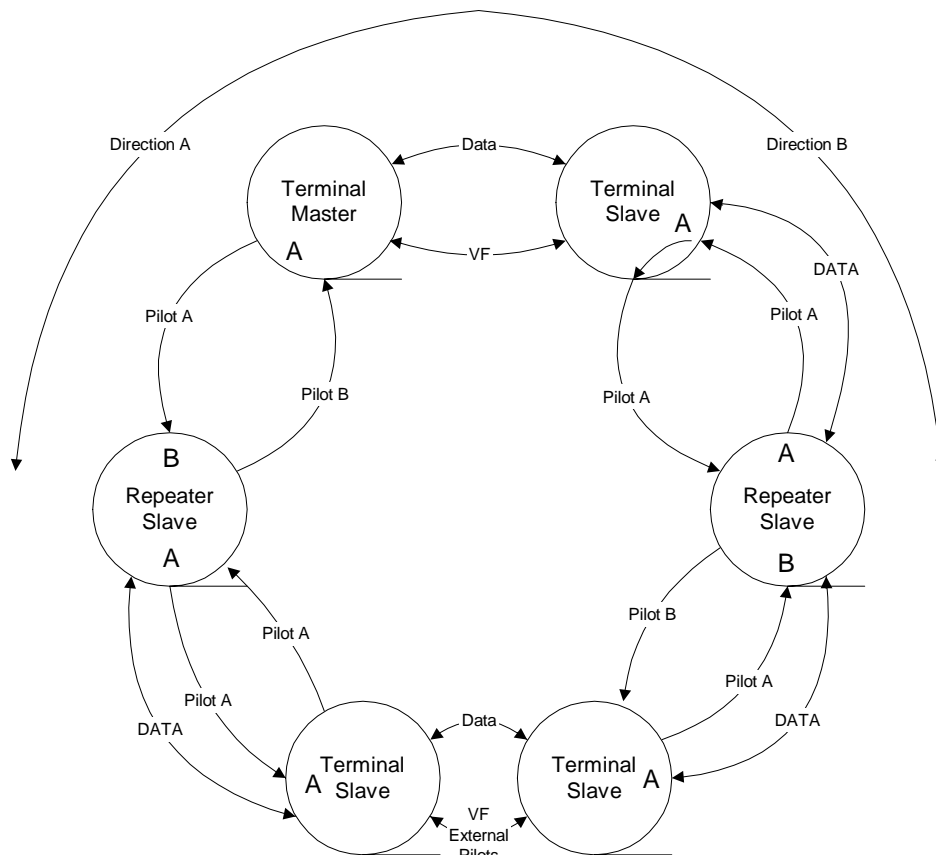 Direction A
Data
Direction B
Terminal
Master
A
Terminal
Slave
A
VF
DATA
Pilot A
Pilot A
Pilot B
Pilot A
B
Repeater
Slave
A
A
Repeater
Slave
B
Pilot A
Pilot B
Pilot A
Pilot A
DATA
Data
DATA
A
Terminal
Slave
Terminal
Slave
A
VF
External
Pilots